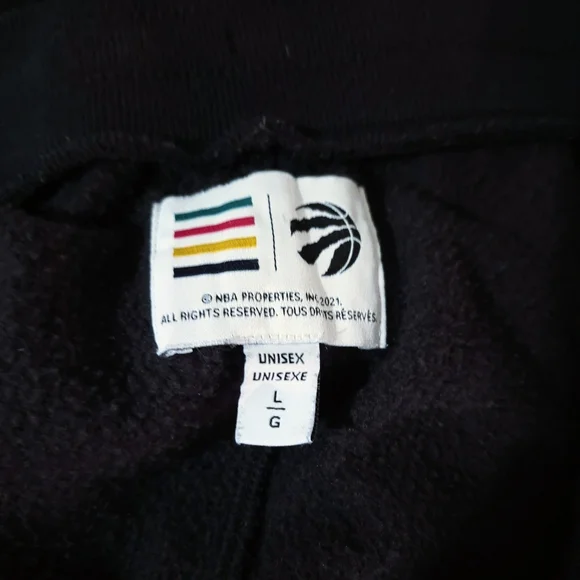 © NBA PROPERTIES, INC 2021.
ALL RIGHTS RESERVED. TOUS DROITS RÉSERVÉS.
UNISEX
UNISEXE
L
G